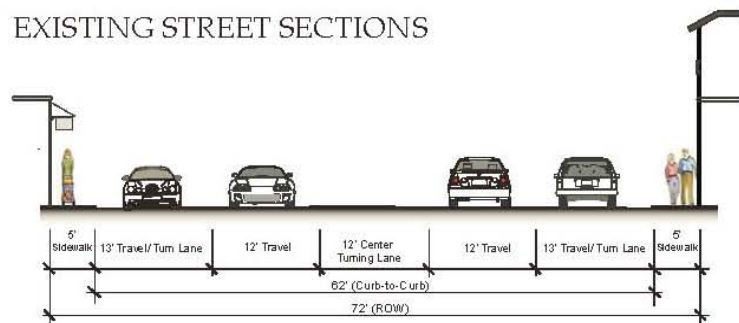 EXISTING STREET SECTIONS
5'
Sidewalk
13' Travel/Turn Lane
12' Travel
12' Center
Turning Lane
12' Travel
13' Travel/Turn Lane
5'
Sidewalk
62' (Curb-to-Curb)
72' (ROW)